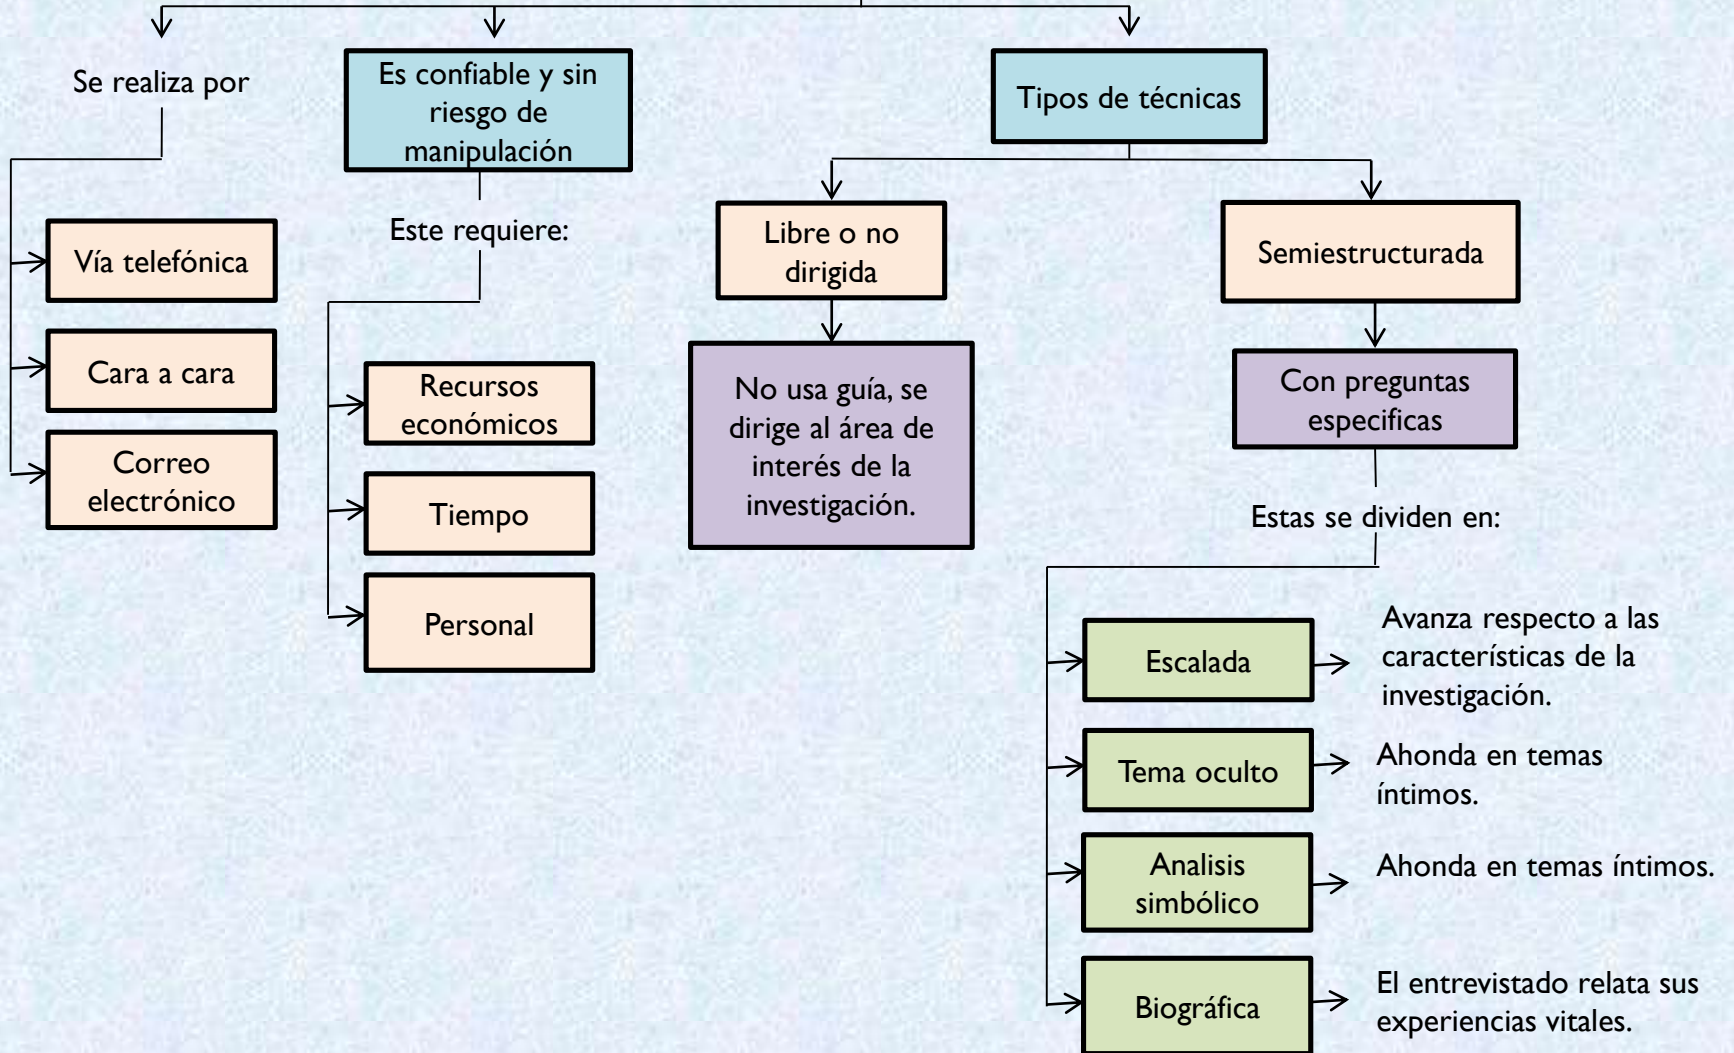 Se realiza por
Vía telefónica
Cara a cara
Correo
electrónico
Es confiable y sin
riesgo de
manipulación
Este requiere:
Recursos
económicos
Tiempo
Personal
Tipos de técnicas
Libre o no
dirigida
No usa guía, se
dirige al área de
interés de la
investigación.
Semiestructurada
Con preguntas
especificas
Estas se dividen en:
Escalada
Avanza respecto a las
características de la
investigación.
Tema oculto
Ahonda en temas
íntimos.
Analisis
simbólico
Ahonda en temas íntimos.
Biográfica
El entrevistado relata sus
experiencias vitales.